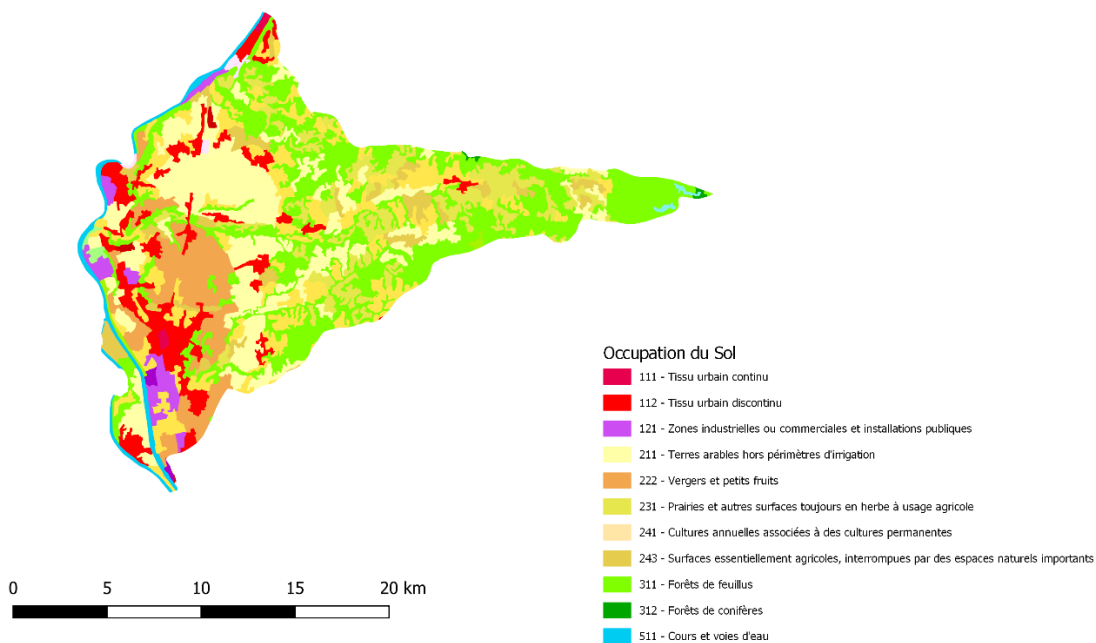 Occupation du Sol
111 - Tissu urbain continu
112 - Tissu urbain discontinu
121 - Zones industrielles ou commerciales et installations publiques
211 - Terres arables hors périmètres d'irrigation
222 - Vergers et petits fruits
231 - Prairies et autres surfaces toujours en herbe à usage agricole
241 - Cultures annuelles associées à des cultures permanentes
243 - Surfaces essentiellement agricoles, interrompues par des espaces naturels importants
311 - Forêts de feuillus
312 - Forêts de conifères
511 - Cours et voies d'eau
0 5 10 15 20 km